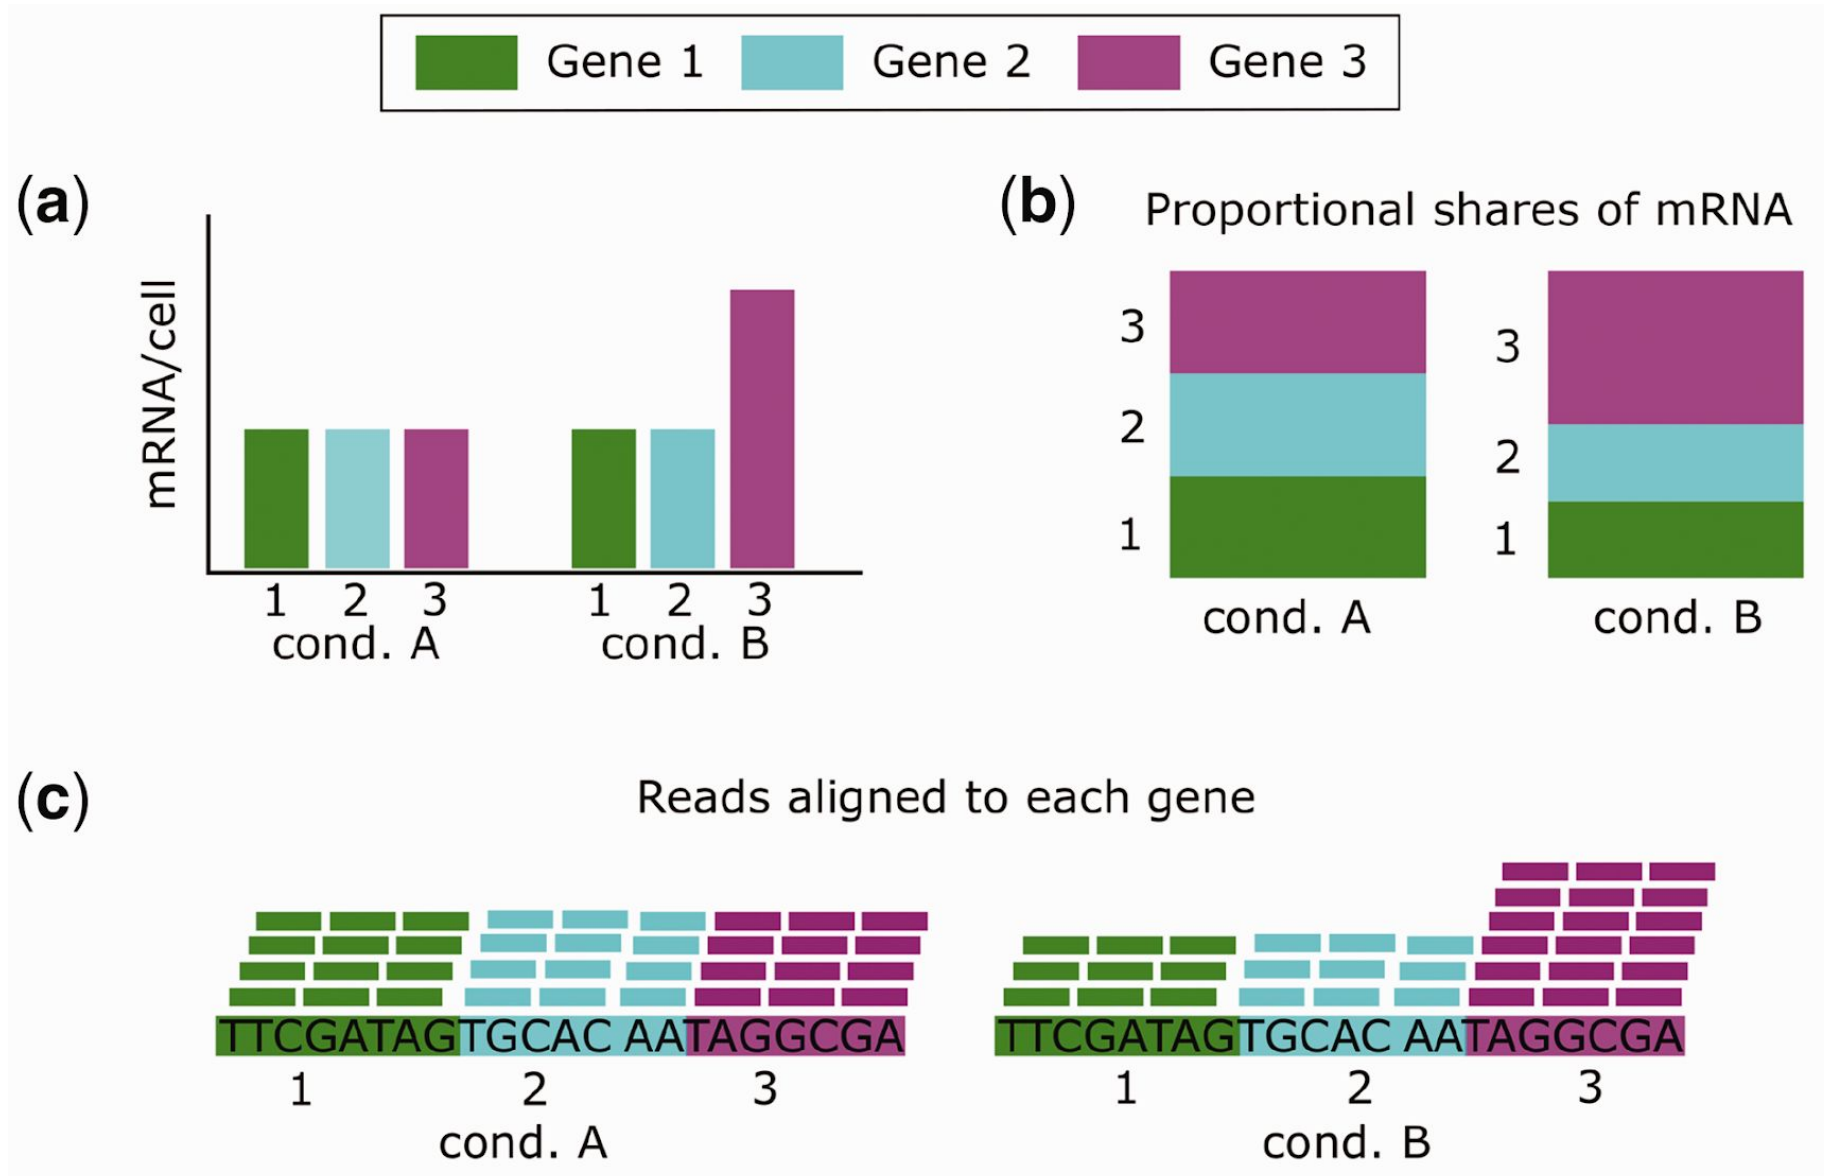 Gene 1 Gene 2 Gene 3
(a)
mRNA/cell
1 2 3 1 2 3
cond. A cond. B
(b) Proportional shares of mRNA
3 3
2 2
1 1
cond. A cond. B
(c) Reads aligned to each gene
TTCGATAGTGCAC AATAGGCGA TTCGATAGTGCAC AATAGGCGA
1 2 3 1 2 3
cond. A cond. B